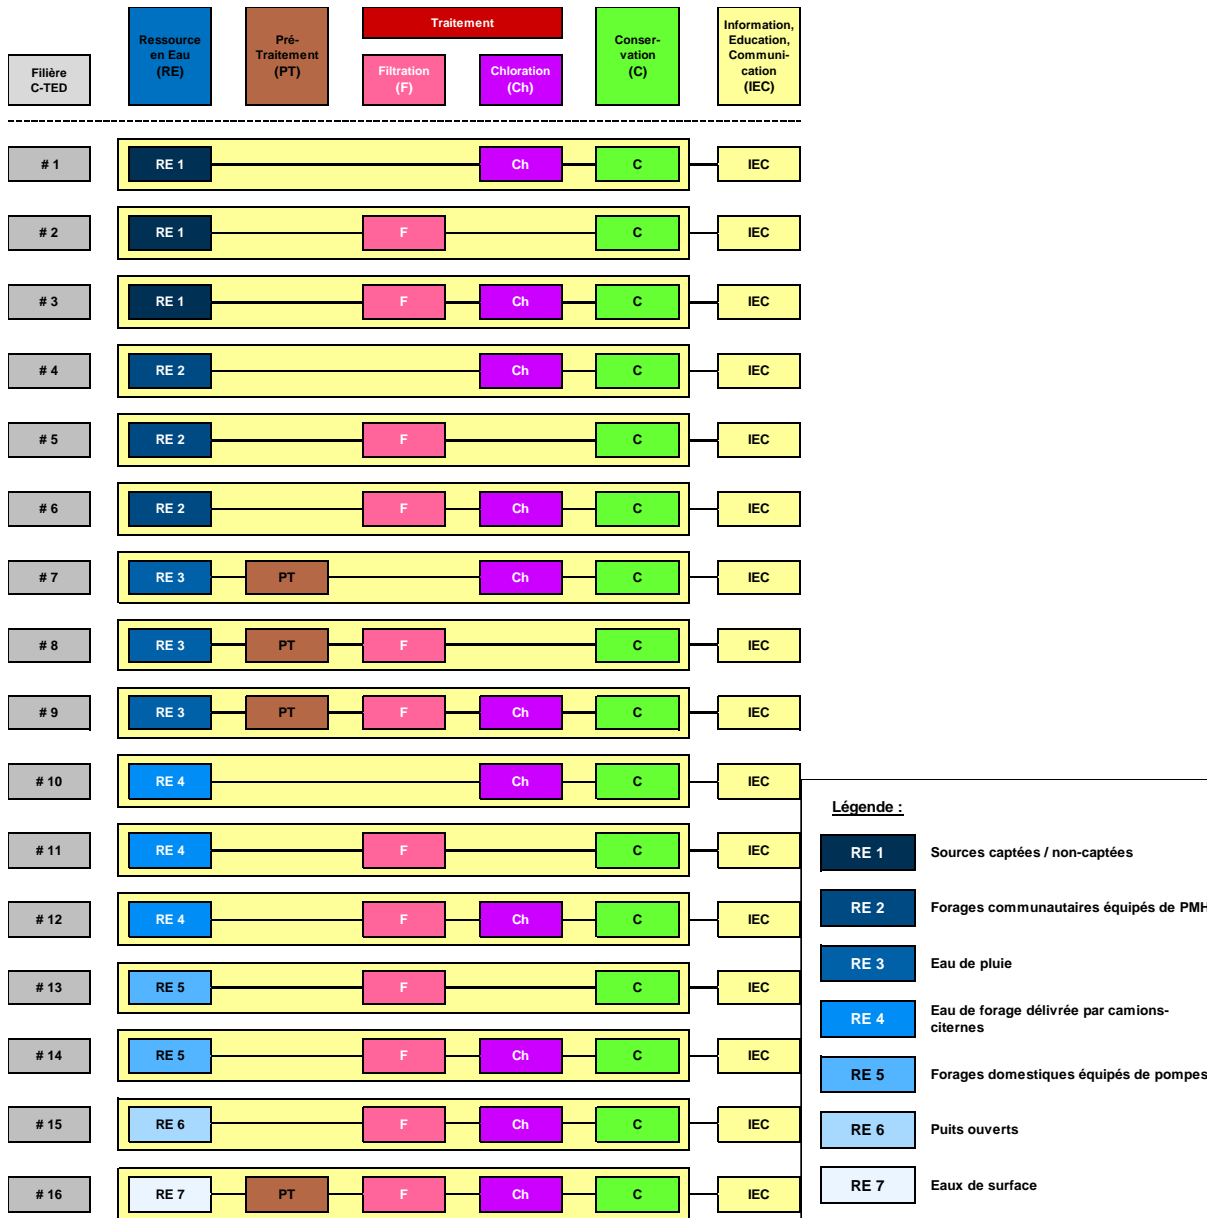 Filière
C-TED
Ressource
en Eau
(RE)
Pré-
Traitement
(PT)
Traitement
Filtration
(F)
Chloration
(Ch)
Conser-
vation
(C)
Information,
Education,
Communi-
cation
(IEC)
# 1 RE 1 Ch C IEC
# 2 RE 1 F C IEC
# 3 RE 1 F Ch C IEC
# 4 RE 2 Ch C IEC
# 5 RE 2 F C IEC
# 6 RE 2 F Ch C IEC
# 7 RE 3 PT Ch C IEC
# 8 RE 3 PT F C IEC
# 9 RE 3 PT F Ch C IEC
# 10 RE 4 Ch C IEC
# 11 RE 4 F C IEC
# 12 RE 4 F Ch C IEC
# 13 RE 5 F C IEC
# 14 RE 5 F Ch C IEC
# 15 RE 6 F Ch C IEC
# 16 RE 7 PT F Ch C IEC
Légende :
RE 1 Sources captées / non-captées
RE 2 Forages communautaires équipés de PMH
RE 3 Eau de pluie
RE 4 Eau de forage délivrée par camions-
citernes
RE 5 Forages domestiques équipés de pompes
RE 6 Puits ouverts
RE 7 Eaux de surface